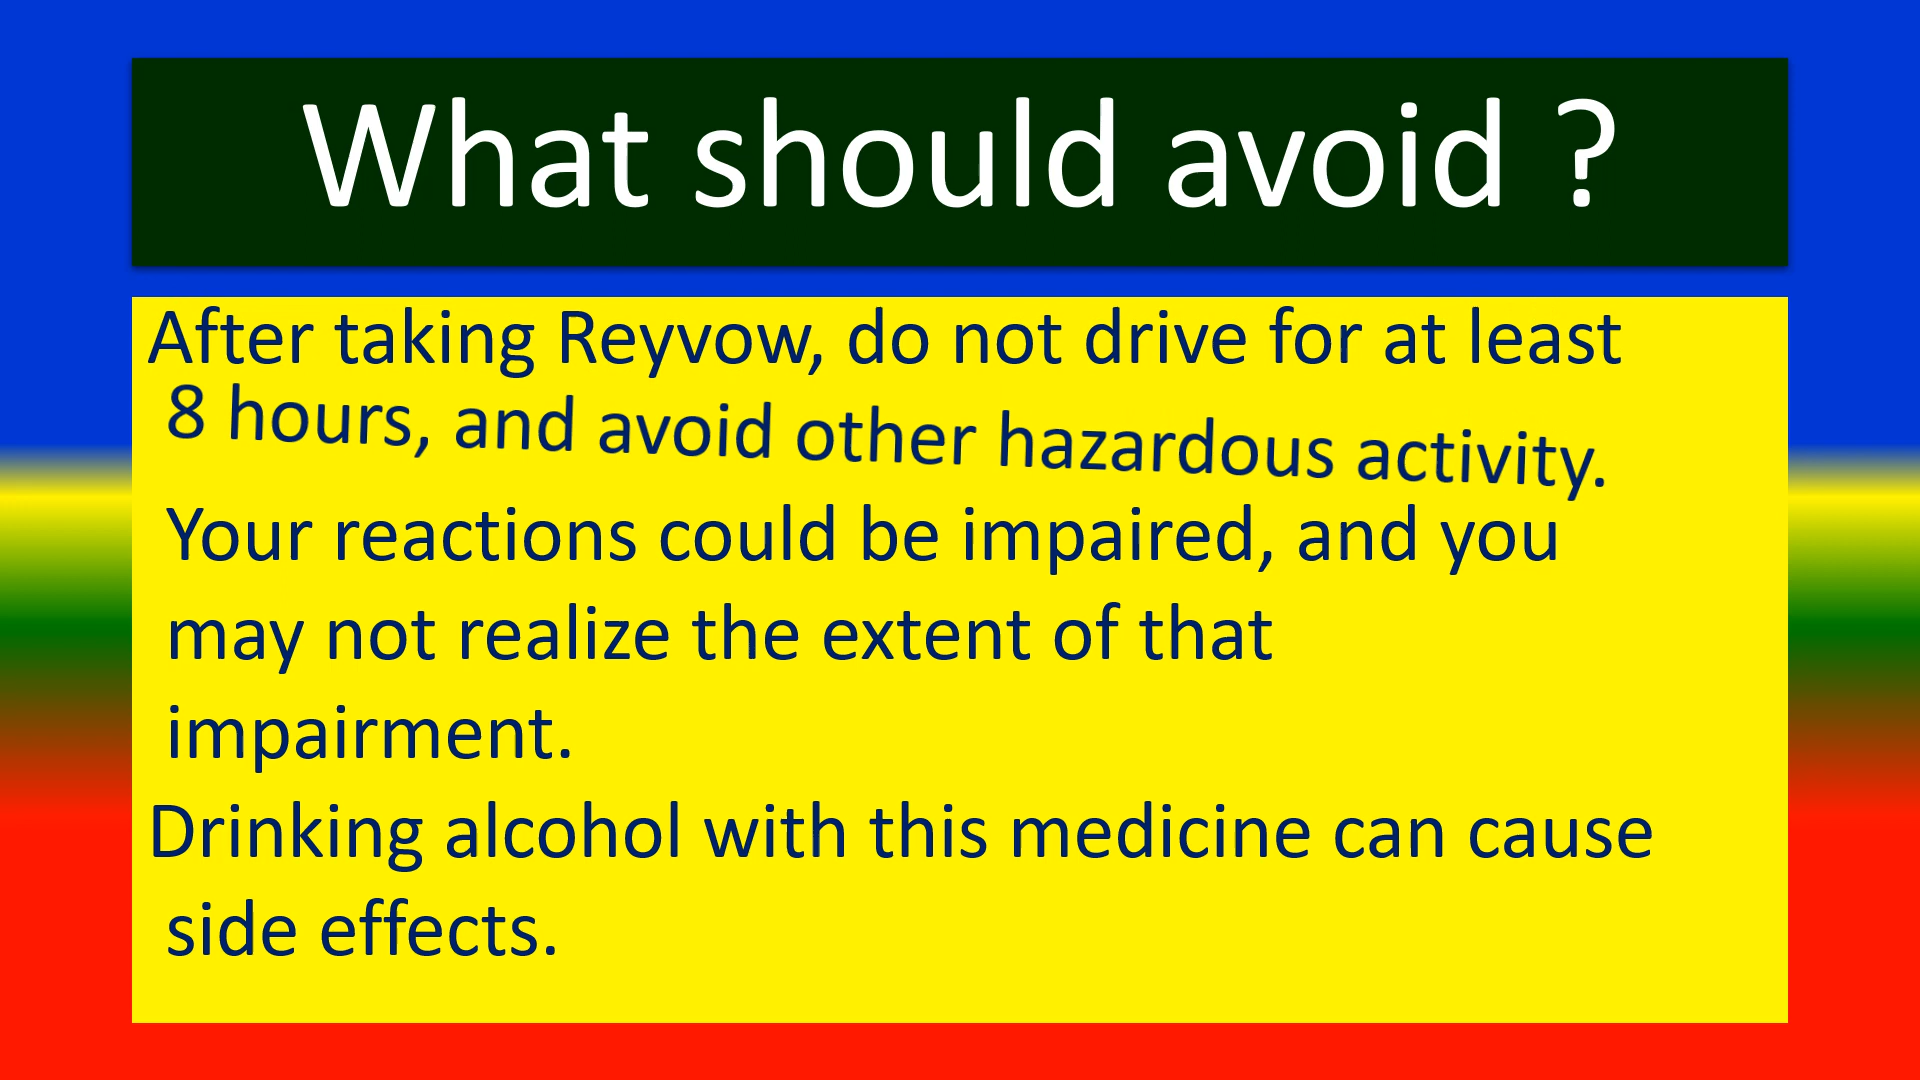 What should avoid ?
After taking Reyvow, do not drive for at least
8 hours, and avoid other hazardous activity.
Your reactions could be impaired, and you
may not realize the extent of that
impairment.
Drinking alcohol with this medicine can cause
side effects.